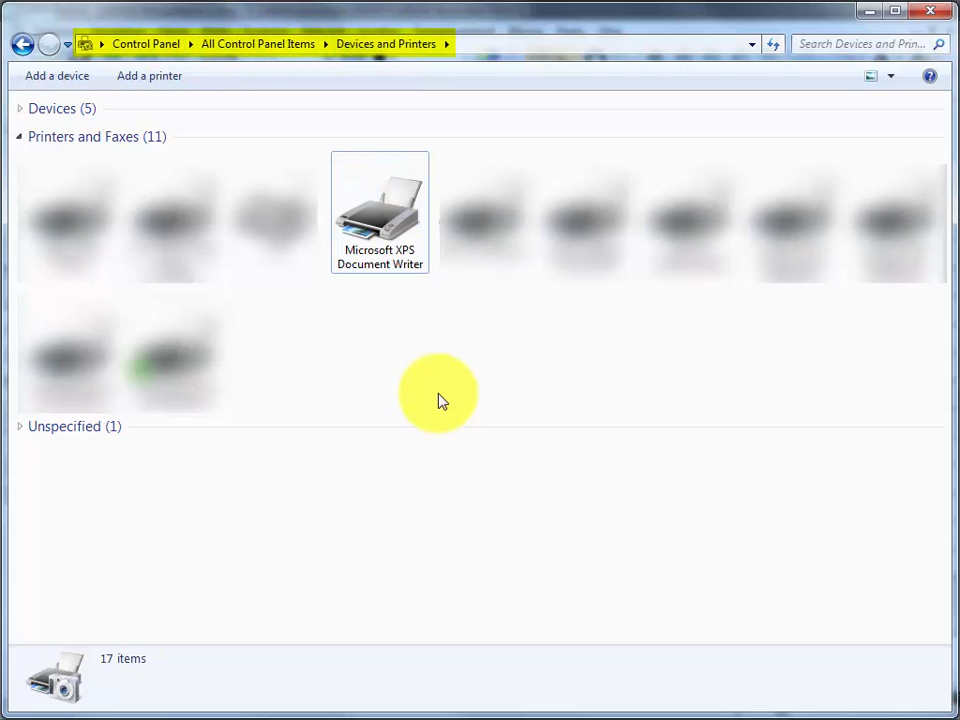 Control Panel All Control Panel Items Devices and Printers
Search Devices and Prin...
Add a device Add a printer
Devices (5)
Printers and Faxes (11)
Microsoft XPS
Document Writer
Unspecified (1)
17 items